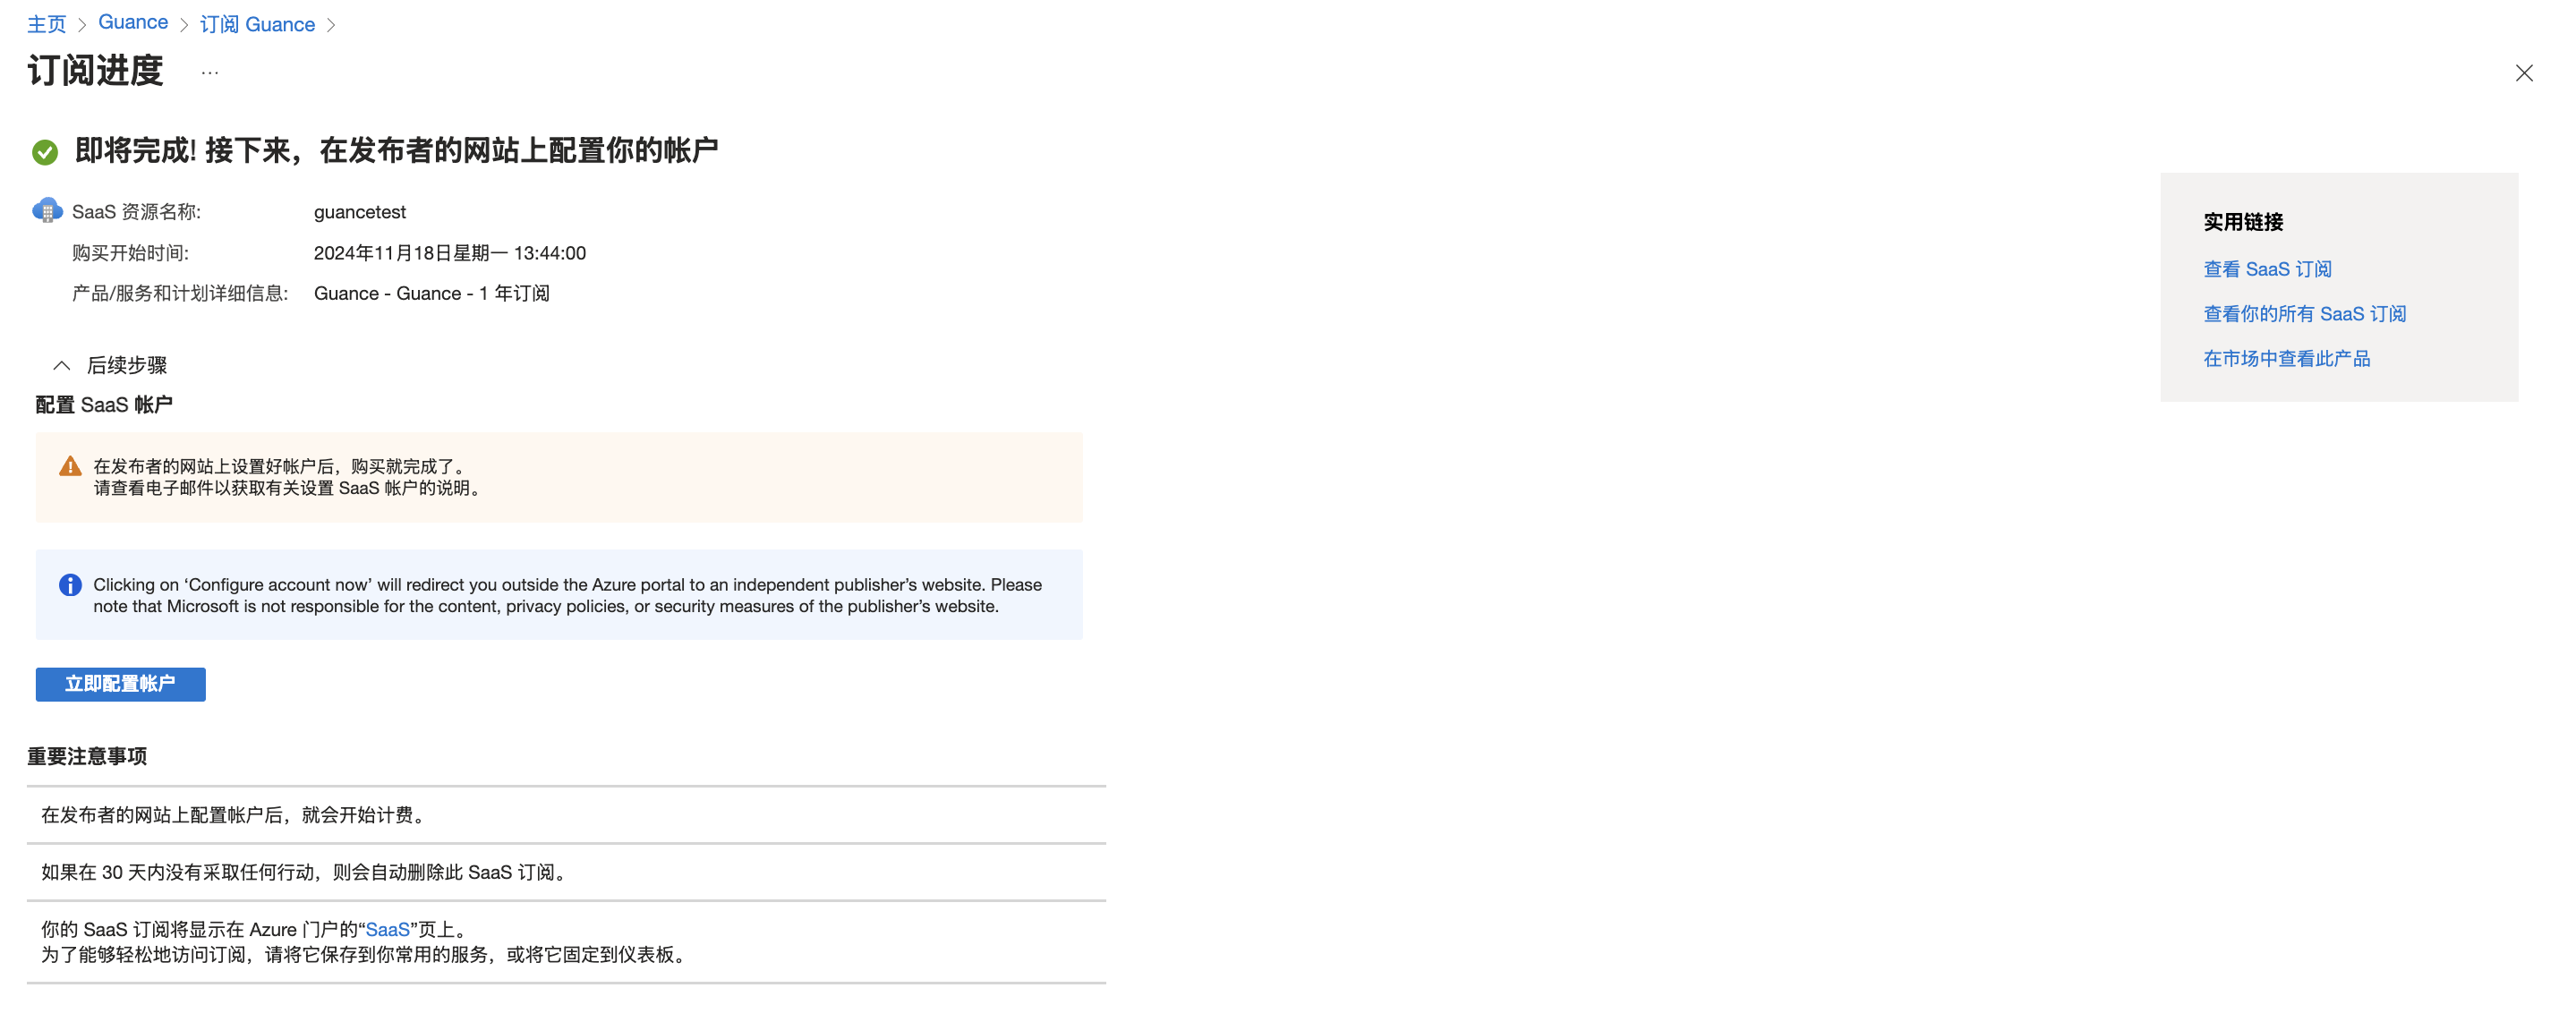 主页 > Guance > 订阅 Guance >
订阅进度 ...
即将完成! 接下来，在发布者的网站上配置你的帐户
SaaS 资源名称: guancetest
购买开始时间: 2024年11月18日星期一 13:44:00
产品/服务和计划详细信息: Guance - Guance - 1 年订阅
后续步骤
配置 SaaS 帐户
在发布者的网站上设置好帐户后，购买就完成了。
请查看电子邮件以获取有关设置 SaaS 帐户的说明。
Clicking on ‘Configure account now’ will redirect you outside the Azure portal to an independent publisher’s website. Please
note that Microsoft is not responsible for the content, privacy policies, or security measures of the publisher’s website.
立即配置帐户
重要注意事项
在发布者的网站上配置帐户后，就会开始计费。
如果在 30 天内没有采取任何行动，则会自动删除此 SaaS 订阅。
你的 SaaS 订阅将显示在 Azure 门户的“SaaS”页上。
为了能够轻松地访问订阅，请将它保存到你常用的服务，或将它固定到仪表板。
实用链接
查看 SaaS 订阅
查看你的所有 SaaS 订阅
在市场中查看此产品